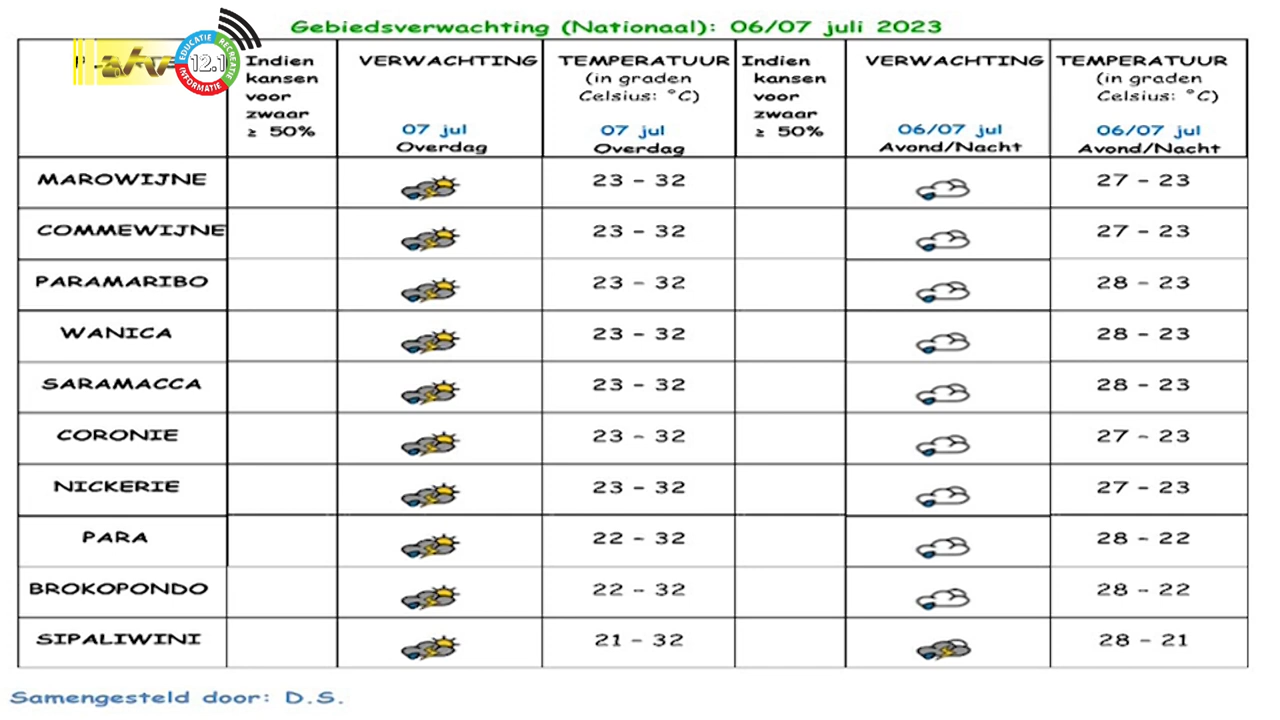 Gebiedsverwachting (Nationaal): 06/07 juli 2023
EDUCATIE RECREATIE INFORMATIE 12.1
Indien kansen voor zwaar ≥ 50% VERWACHTING 07 jul Overdag TEMPERATUUR (in graden Celsius: °C) 07 jul Overdag Indien kansen voor zwaar ≥ 50% VERWACHTING 06/07 jul Avond/Nacht TEMPERATUUR (in graden Celsius: °C) 06/07 jul Avond/Nacht
MAROWIJNE 23 - 32 27 - 23
COMMEWIJNE 23 - 32 27 - 23
PARAMARIBO 23 - 32 28 - 23
WANICA 23 - 32 28 - 23
SARAMACCA 23 - 32 28 - 23
CORONIE 23 - 32 27 - 23
NICKERIE 23 - 32 27 - 23
PARA 22 - 32 28 - 22
BROKOPONDO 22 - 32 28 - 22
SIPALIWINI 21 - 32 28 - 21
Samengesteld door: D.S.